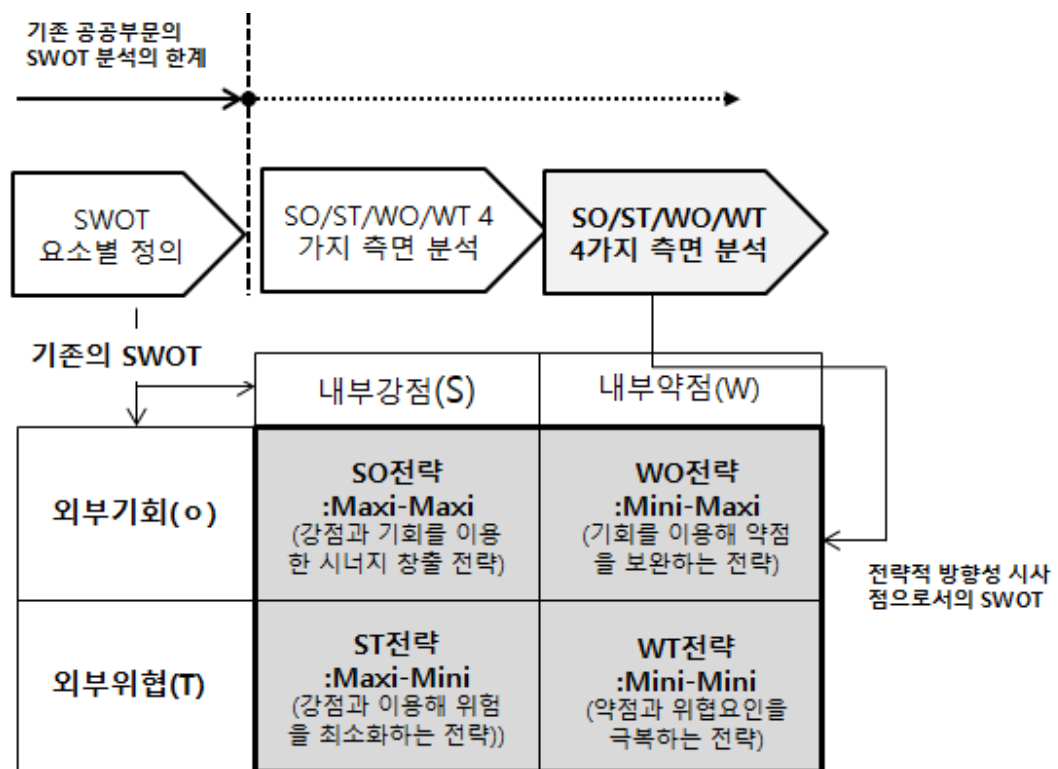 기존 공공부문의
SWOT 분석의 한계
SWOT
요소별 정의
SO/ST/WO/WT 4
가지 측면 분석
SO/ST/WO/WT
4가지 측면 분석
기존의 SWOT
내부강점(S)
내부약점(W)
외부기회(o)
SO전략
:Maxi-Maxi
(강점과 기회를 이용
한 시너지 창출 전략)
WO전략
:Mini-Maxi
(기회를 이용해 약점
을 보완하는 전략)
전략적 방향성 시사
점으로서의 SWOT
외부위협(T)
ST전략
:Maxi-Mini
(강점과 이용해 위험
을 최소화하는 전략))
WT전략
:Mini-Mini
(약점과 위협요인을
극복하는 전략)